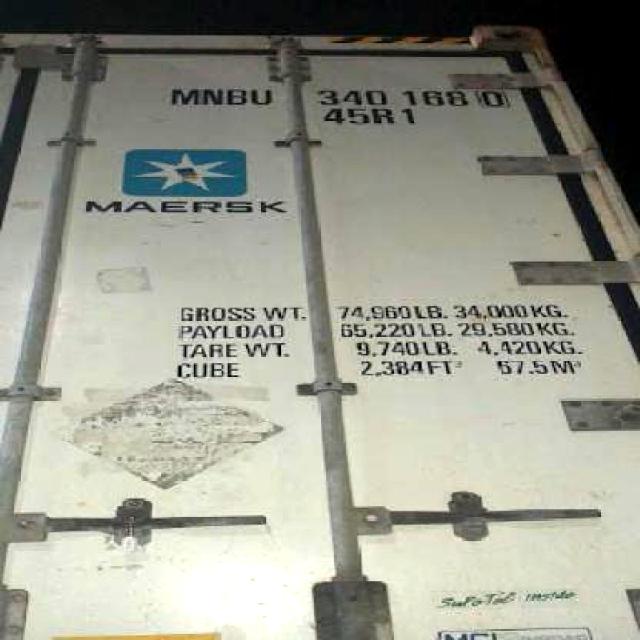 MNBU 340 168 0
45R1
MAERSK
GROSS WT. 74,960 LB. 34,000 KG.
PAYLOAD 65,220 LB. 29,580 KG.
TARE WT. 9,740 LB. 4,420 KG.
CUBE 2,384 FT³ 67.5 M³